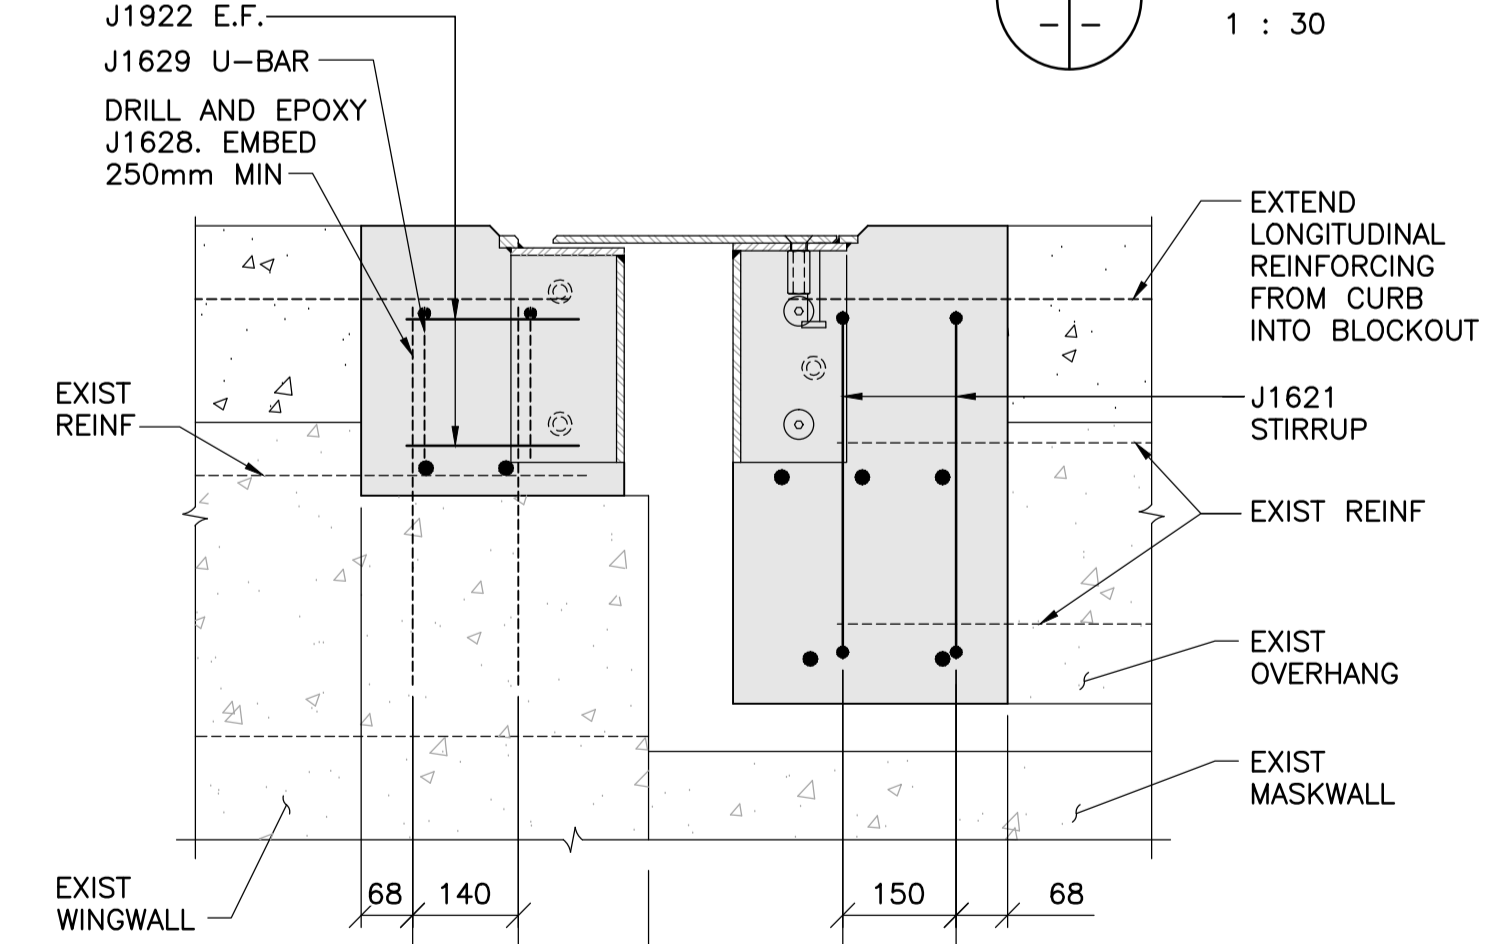 J1922 E.F.
J1629 U-BAR
DRILL AND EPOXY
J1628. EMBED
250mm MIN
1 : 30
EXTEND
LONGITUDINAL
REINFORCING
FROM CURB
INTO BLOCKOUT
EXIST
REINF
J1621
STIRRUP
EXIST REINF
EXIST
OVERHANG
EXIST
MASKWALL
EXIST
WINGWALL
68 140 150 68